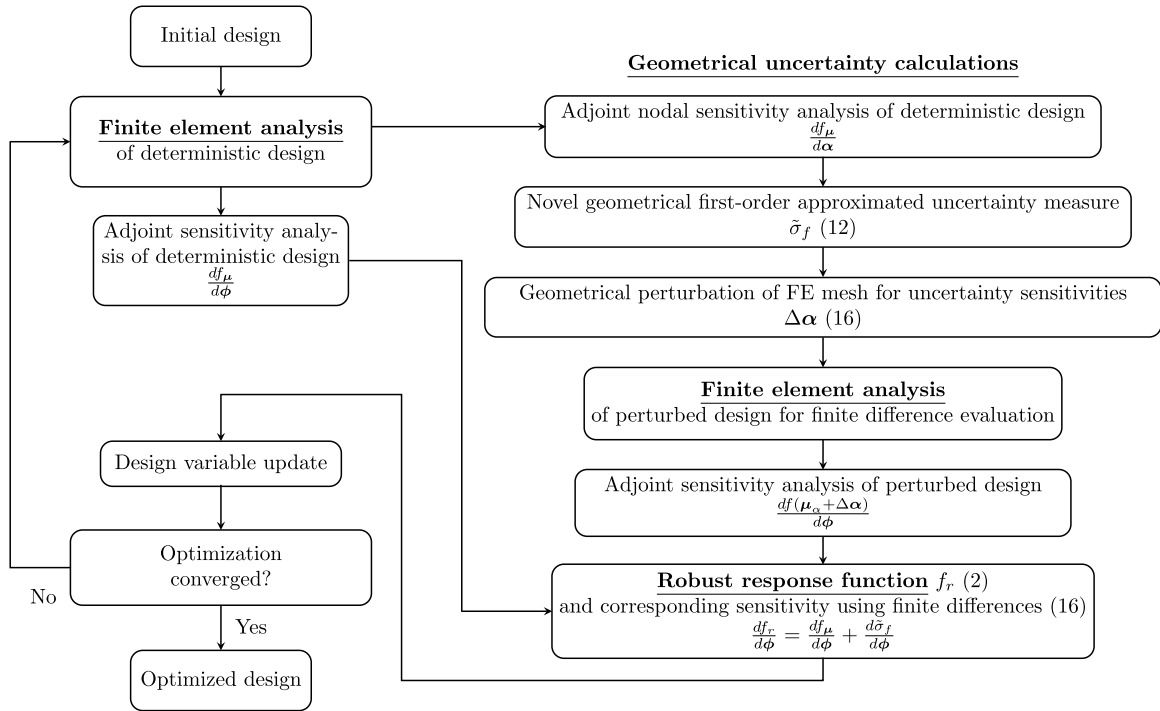 Initial design
Finite element analysis
of deterministic design
Adjoint sensitivity analy-
sis of deterministic design
df_μ/dϕ
Geometrical uncertainty calculations
Adjoint nodal sensitivity analysis of deterministic design
df_μ/dα
Novel geometrical first-order approximated uncertainty measure
σ̃_f (12)
Geometrical perturbation of FE mesh for uncertainty sensitivities
Δα (16)
Finite element analysis
of perturbed design for finite difference evaluation
Adjoint sensitivity analysis of perturbed design
df(μ_α+Δα)/dϕ
Robust response function f_r (2)
and corresponding sensitivity using finite differences (16)
df_r/dϕ = df_μ/dϕ + dσ̃_f/dϕ
Design variable update
Optimization
converged?
No
Yes
Optimized design